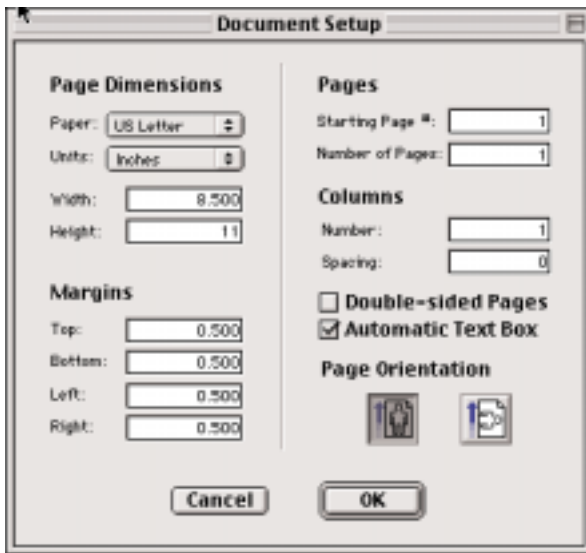 Document Setup
Page Dimensions
Paper: US Letter
Units: Inches
Width: 8.500
Height: 11
Margins
Top: 0.500
Bottom: 0.500
Left: 0.500
Right: 0.500
Pages
Starting Page #: 1
Number of Pages: 1
Columns
Number: 1
Spacing: 0
Double-sided Pages
Automatic Text Box
Page Orientation
Cancel
OK